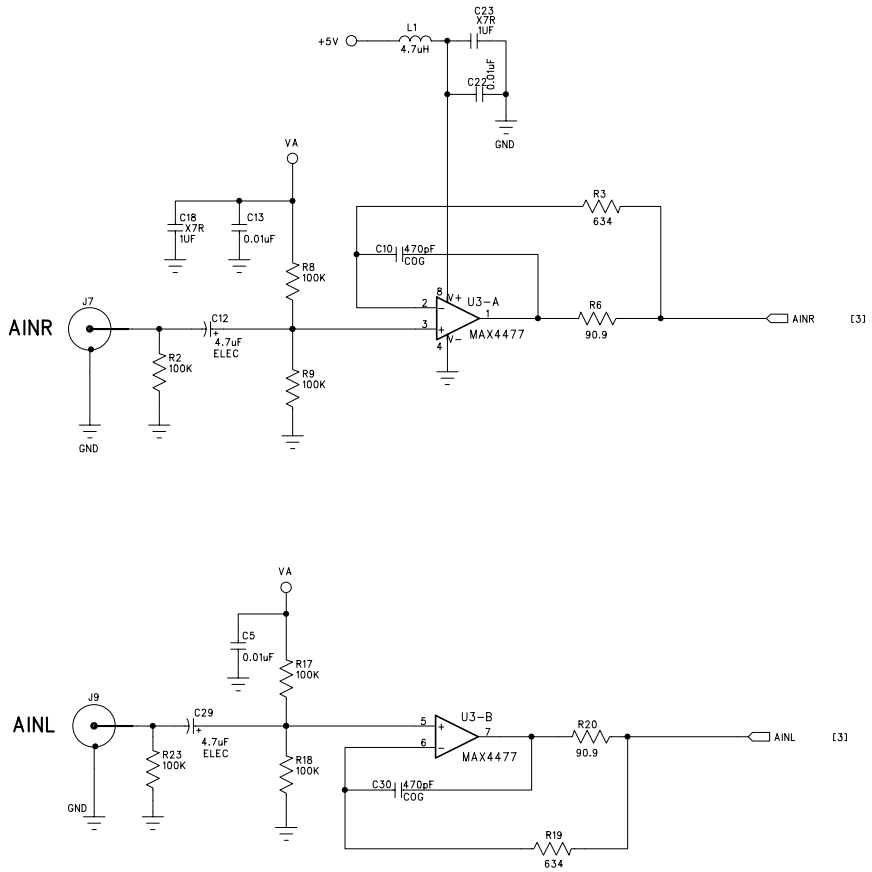 C23
X7R
1UF
L1
4.7uH
+5V
C22
0.01uF
GND
VA
C18
X7R
1UF
C13
0.01uF
R3
634
C10
470pF
COG
R8
100K
8
V+
U3-A
2
1
3
MAX4477
4
V-
R6
90.9
AINR
[3]
J7
AINR
C12
+
4.7uF
ELEC
R2
100K
R9
100K
GND
VA
C5
0.01uF
R17
100K
J9
AINL
C29
+
4.7uF
ELEC
R23
100K
R18
100K
GND
5
6
U3-B
7
MAX4477
R20
90.9
AINL
[3]
C30
470pF
COG
R19
634